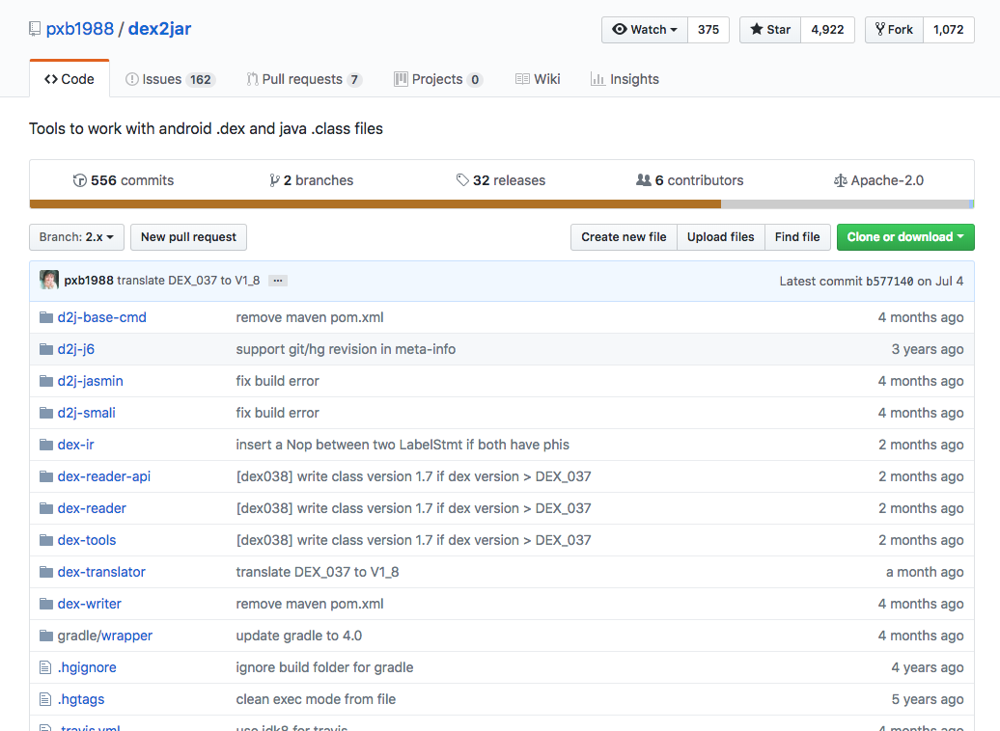 pxb1988 / dex2jar
Watch 375 Star 4,922 Fork 1,072
Code Issues 162 Pull requests 7 Projects 0 Wiki Insights
Tools to work with android .dex and java .class files
556 commits 2 branches 32 releases 6 contributors Apache-2.0
Branch: 2.x New pull request Create new file Upload files Find file Clone or download
pxb1988 translate DEX_037 to V1_8 ... Latest commit b577140 on Jul 4
d2j-base-cmd remove maven pom.xml 4 months ago
d2j-j6 support git/hg revision in meta-info 3 years ago
d2j-jasmin fix build error 4 months ago
d2j-smali fix build error 4 months ago
dex-ir insert a Nop between two LabelStmt if both have phis 2 months ago
dex-reader-api [dex038] write class version 1.7 if dex version > DEX_037 2 months ago
dex-reader [dex038] write class version 1.7 if dex version > DEX_037 2 months ago
dex-tools [dex038] write class version 1.7 if dex version > DEX_037 2 months ago
dex-translator translate DEX_037 to V1_8 a month ago
dex-writer remove maven pom.xml 4 months ago
gradle/wrapper update gradle to 4.0 4 months ago
.hgignore ignore build folder for gradle 4 years ago
.hgtags clean exec mode from file 5 years ago
.travis.yml use jdk8 for travis 4 months ago